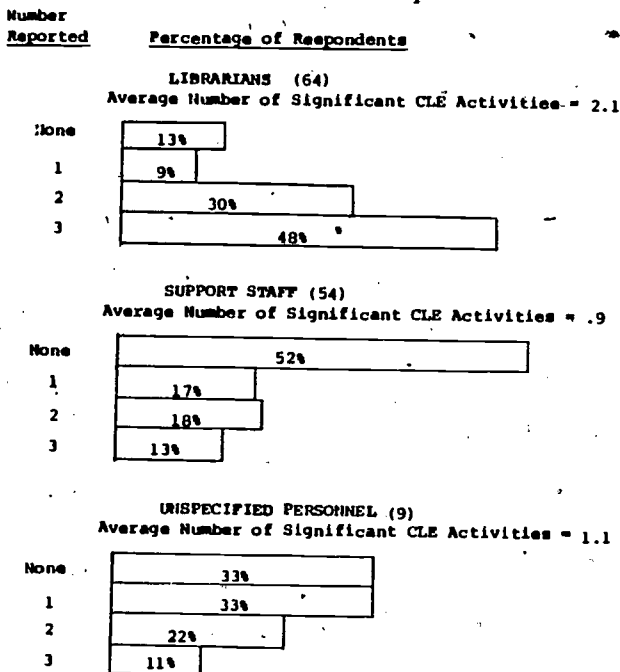 Number
Reported Percentage of Respondents
LIBRARIANS (64)
Average Number of Significant CLE Activities = 2.1
None 13%
1 9%
2 30%
3 48%
SUPPORT STAFF (54)
Average Number of Significant CLE Activities = .9
None 52%
1 17%
2 18%
3 13%
UNSPECIFIED PERSONNEL (9)
Average Number of Significant CLE Activities = 1.1
None 33%
1 33%
2 22%
3 11%